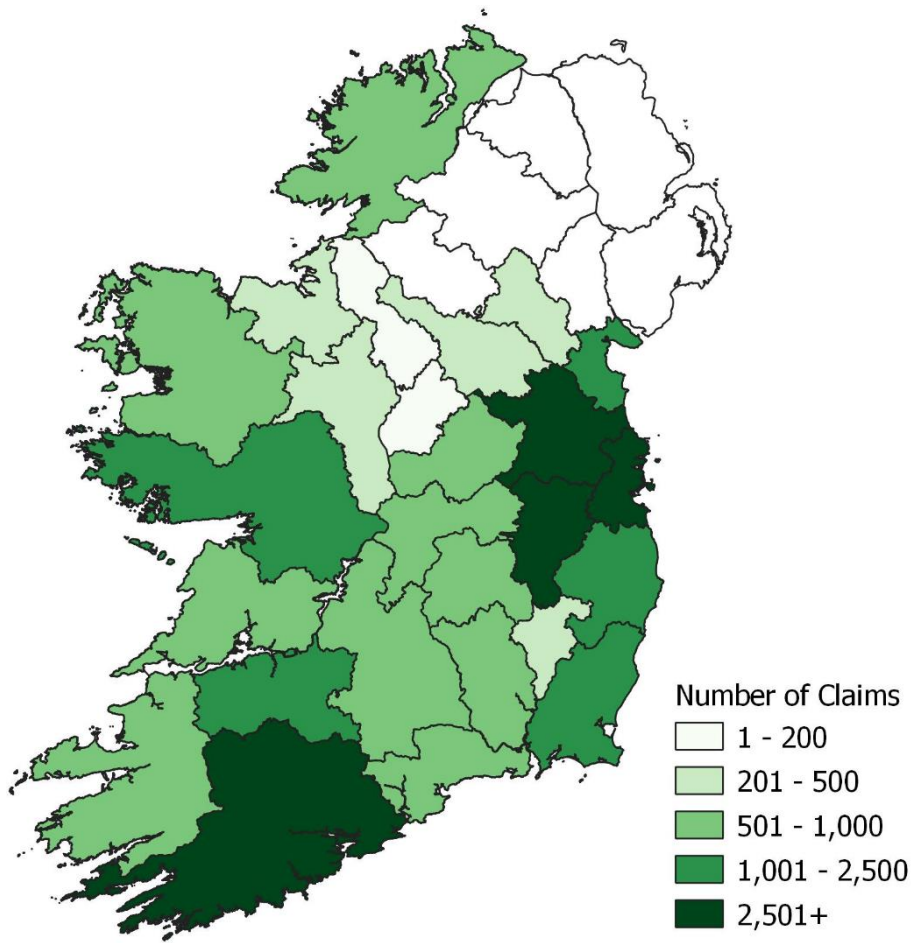 Number of Claims
1 - 200
201 - 500
501 - 1,000
1,001 - 2,500
2,501+